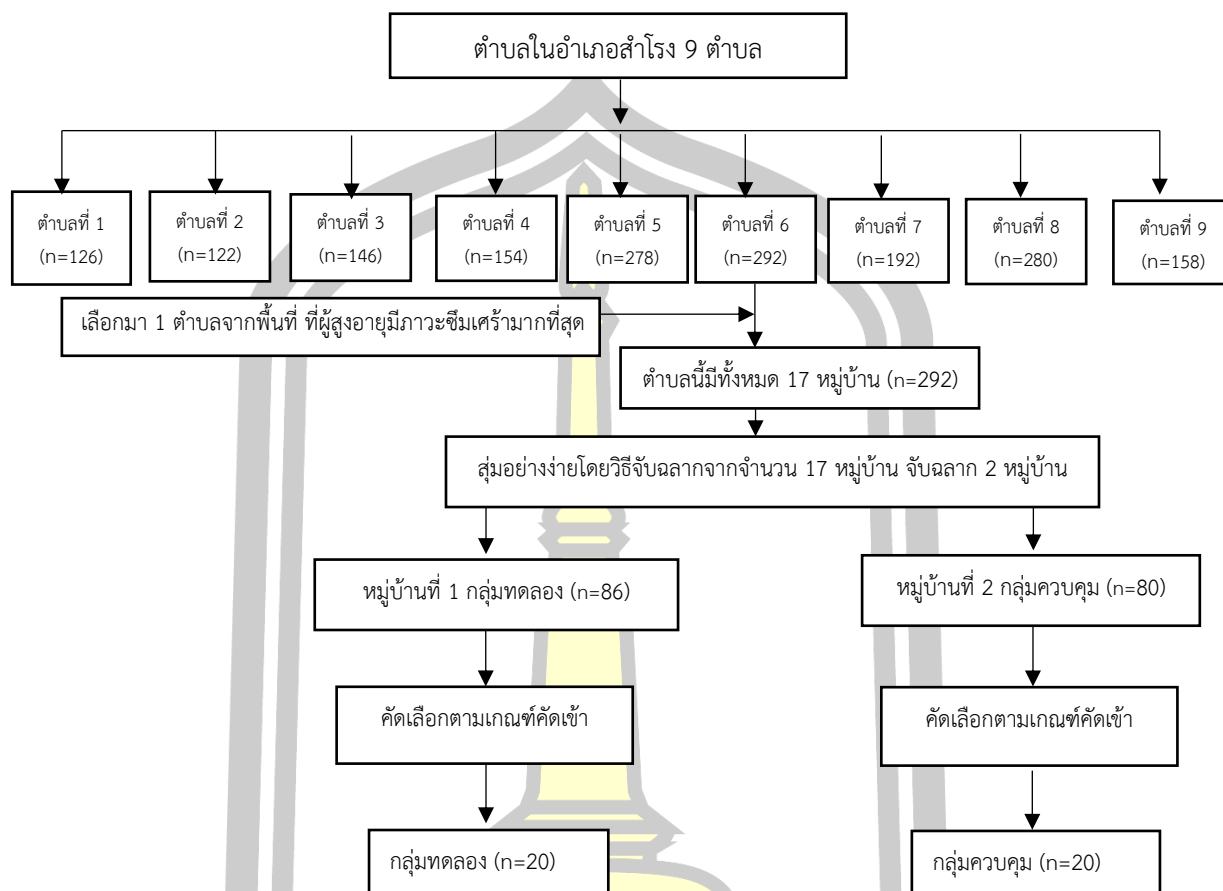 ตำบลในอำเภอสำโรง 9 ตำบล
ตำบลที่ 1
(n=126)
ตำบลที่ 2
(n=122)
ตำบลที่ 3
(n=146)
ตำบลที่ 4
(n=154)
ตำบลที่ 5
(n=278)
ตำบลที่ 6
(n=292)
ตำบลที่ 7
(n=192)
ตำบลที่ 8
(n=280)
ตำบลที่ 9
(n=158)
เลือกมา 1 ตำบลจากพื้นที่ ที่ผู้สูงอายุมีภาวะซึมเศร้ามากที่สุด
ตำบลนี้มีทั้งหมด 17 หมู่บ้าน (n=292)
สุ่มอย่างง่ายโดยวิธีจับฉลากจากจำนวน 17 หมู่บ้าน จับฉลาก 2 หมู่บ้าน
หมู่บ้านที่ 1 กลุ่มทดลอง (n=86)
หมู่บ้านที่ 2 กลุ่มควบคุม (n=80)
คัดเลือกตามเกณฑ์คัดเข้า
คัดเลือกตามเกณฑ์คัดเข้า
กลุ่มทดลอง (n=20)
กลุ่มควบคุม (n=20)